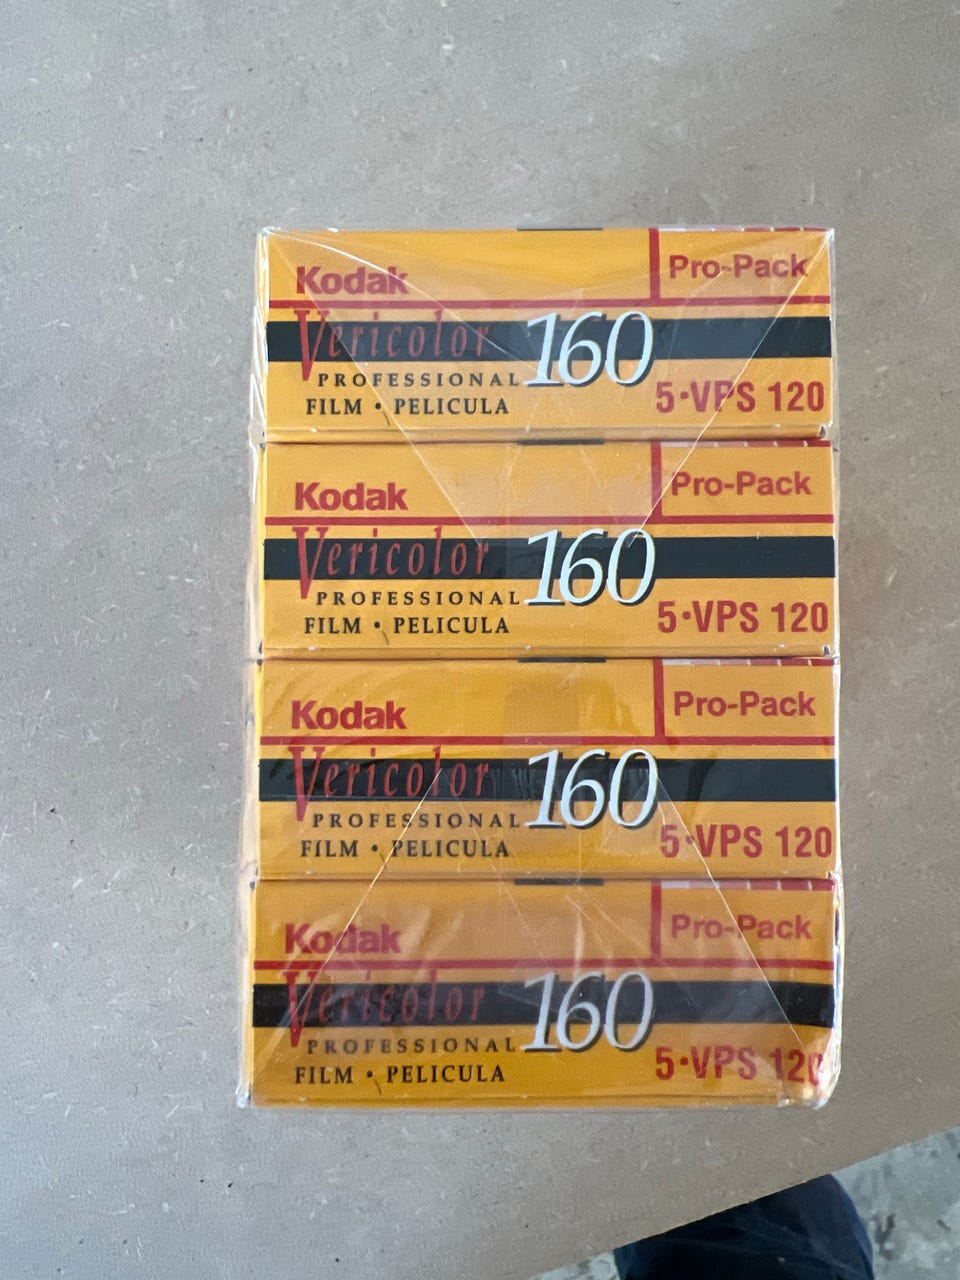 Kodak
Pro-Pack
Vericolor 160
PROFESSIONAL
FILM • PELICULA
5•VPS 120
Kodak
Pro-Pack
Vericolor 160
PROFESSIONAL
FILM • PELICULA
5•VPS 120
Kodak
Pro-Pack
Vericolor 160
PROFESSIONAL
FILM • PELICULA
5•VPS 120
Kodak
Pro-Pack
Vericolor 160
PROFESSIONAL
FILM • PELICULA
5•VPS 120